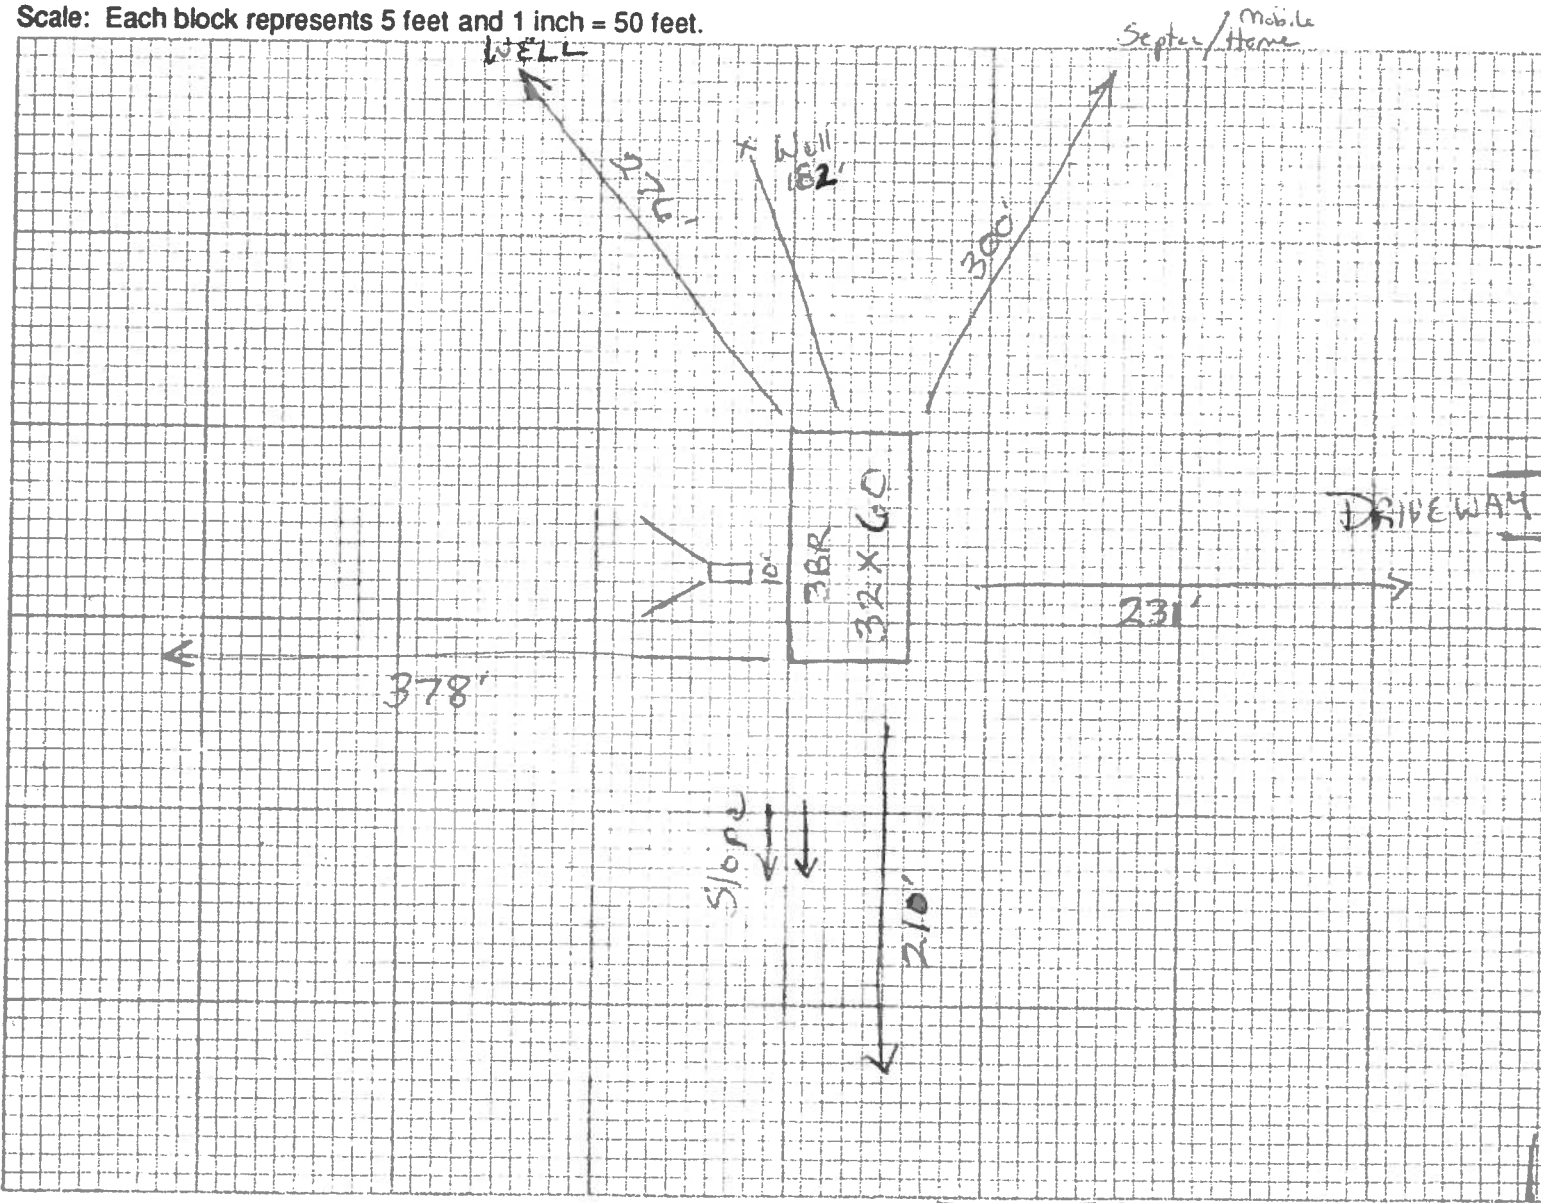 Scale: Each block represents 5 feet and 1 inch = 50 feet.
Mobile
Septic/Home
WELL
Well
182'
676'
300'
3BR
32 x 60
10'
DRIVEWAY
231'
378'
Slope
210'